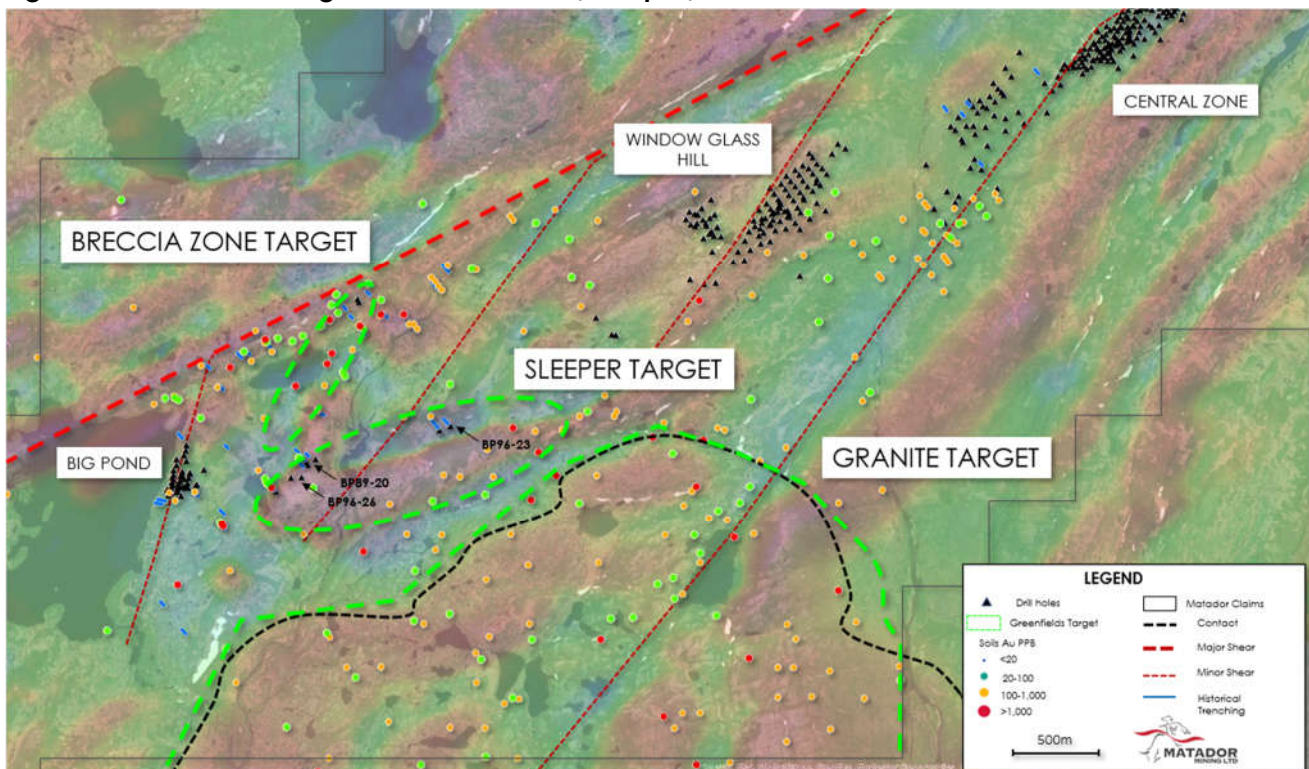 CENTRAL ZONE
WINDOW GLASS
HILL
BRECCIA ZONE TARGET
SLEEPER TARGET
BP96-23
BIG POND
BP89-20
BP96-26
GRANITE TARGET
LEGEND
Drill holes
Greenfields Target
Soils Au PPB
<20
20-100
100-1,000
>1,000
Matador Claims
Contact
Major Shear
Minor Shear
Historical
Trenching
500m
MATADOR
MINING LTD